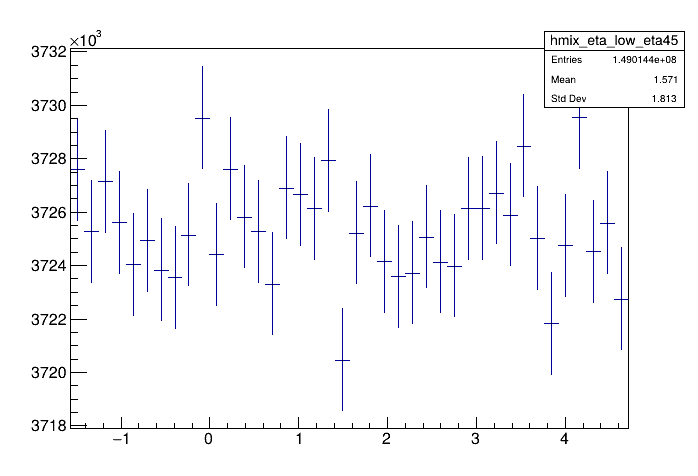 ×10³
hmix_eta_low_eta45
Entries 1.490144e+08
Mean 1.571
Std Dev 1.813
3732
3730
3728
3726
3724
3722
3720
3718
−1 0 1 2 3 4